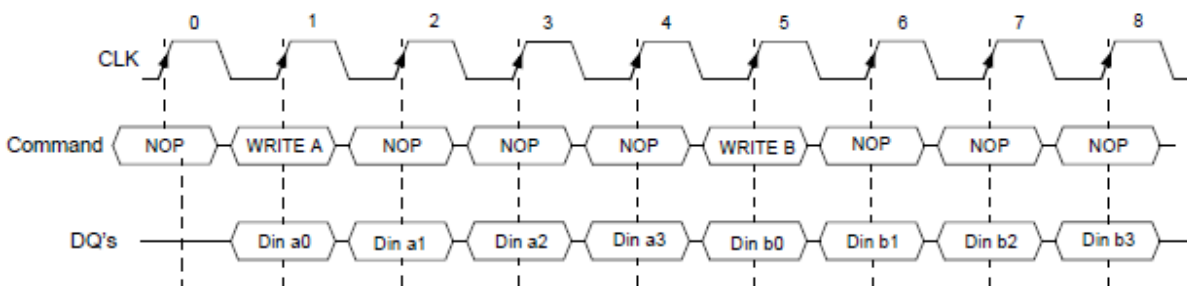 0 1 2 3 4 5 6 7 8
CLK
Command NOP WRITE A NOP NOP NOP WRITE B NOP NOP NOP
DQ's Din a0 Din a1 Din a2 Din a3 Din b0 Din b1 Din b2 Din b3